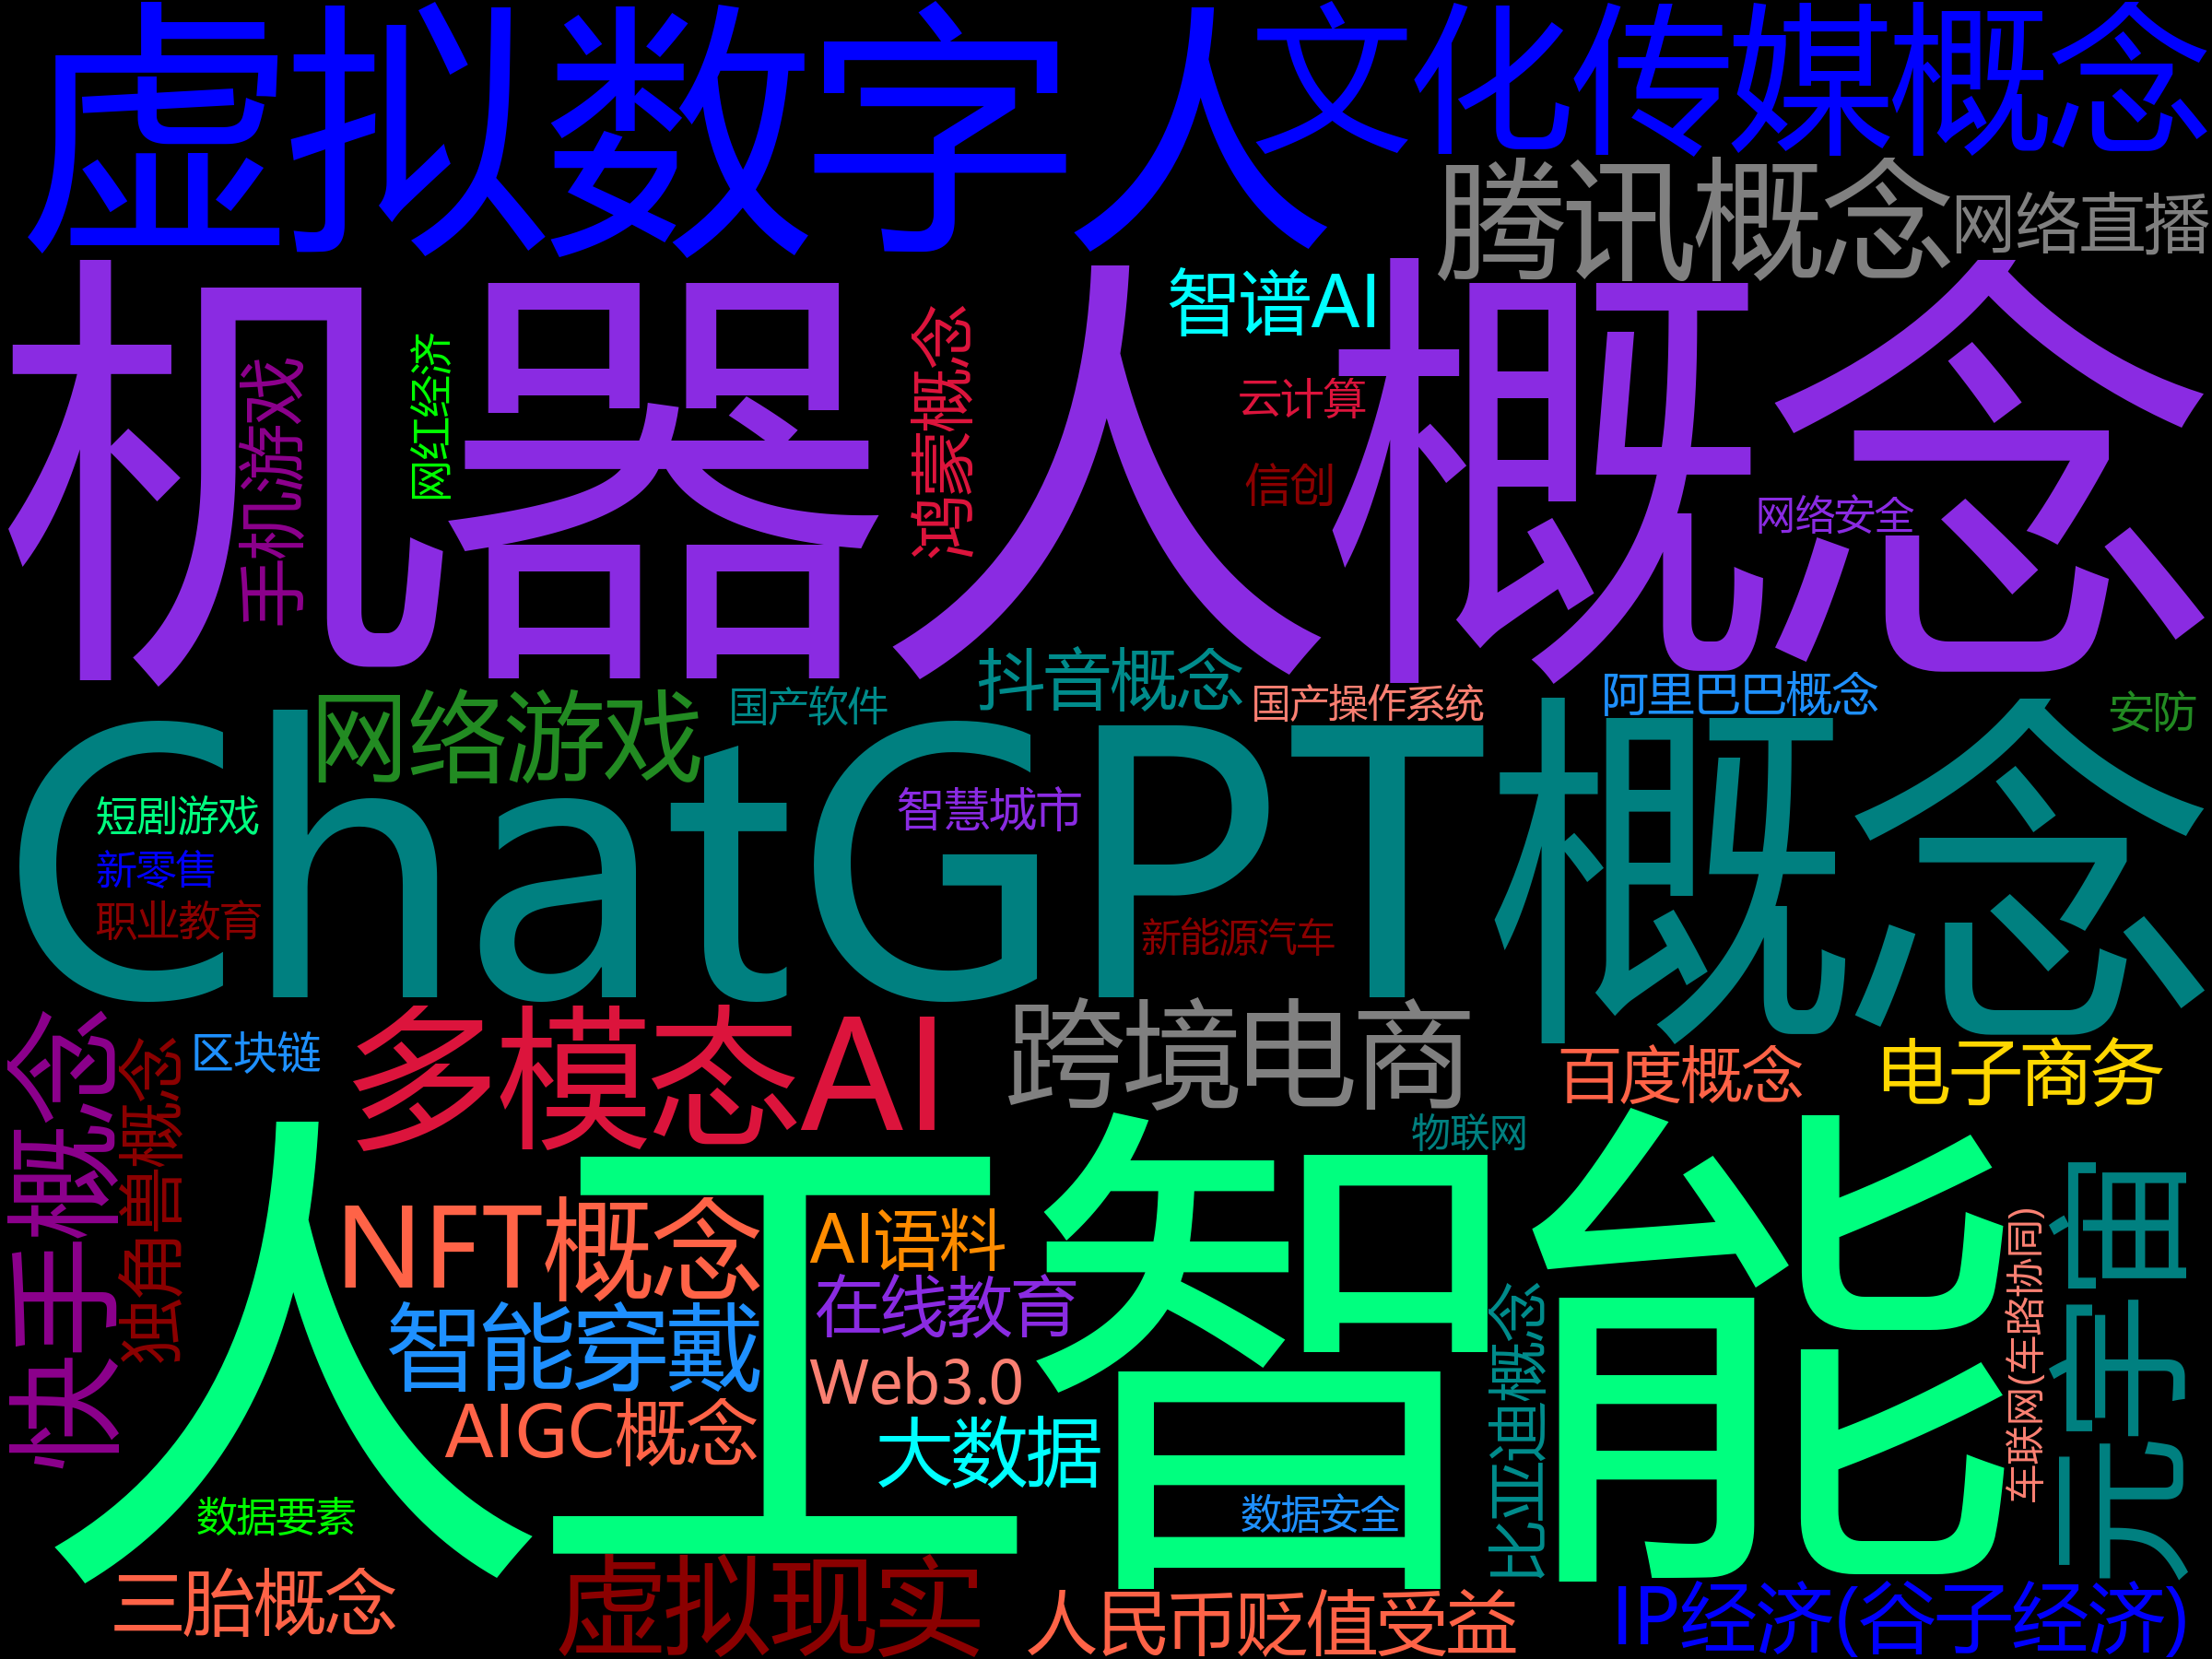 虚拟数字人
文化传媒概念
腾讯概念
网络直播
机器人概念
智谱AI
鸿蒙概念
云计算
信创
网红经济
手机游戏
网络安全
抖音概念
国产软件
国产操作系统
阿里巴巴概念
安防
网络游戏
ChatGPT概念
短剧游戏
智慧城市
新零售
职业教育
新能源汽车
快手概念
独角兽概念
区块链
多模态AI
跨境电商
百度概念
电子商务
物联网
人工智能
NFT概念
AI语料
智能穿戴
在线教育
Web3.0
AIGC概念
大数据
比亚迪概念
车联网(车路协同)
元宇宙
数据要素
数据安全
三胎概念
虚拟现实
人民币贬值受益
IP经济(谷子经济)